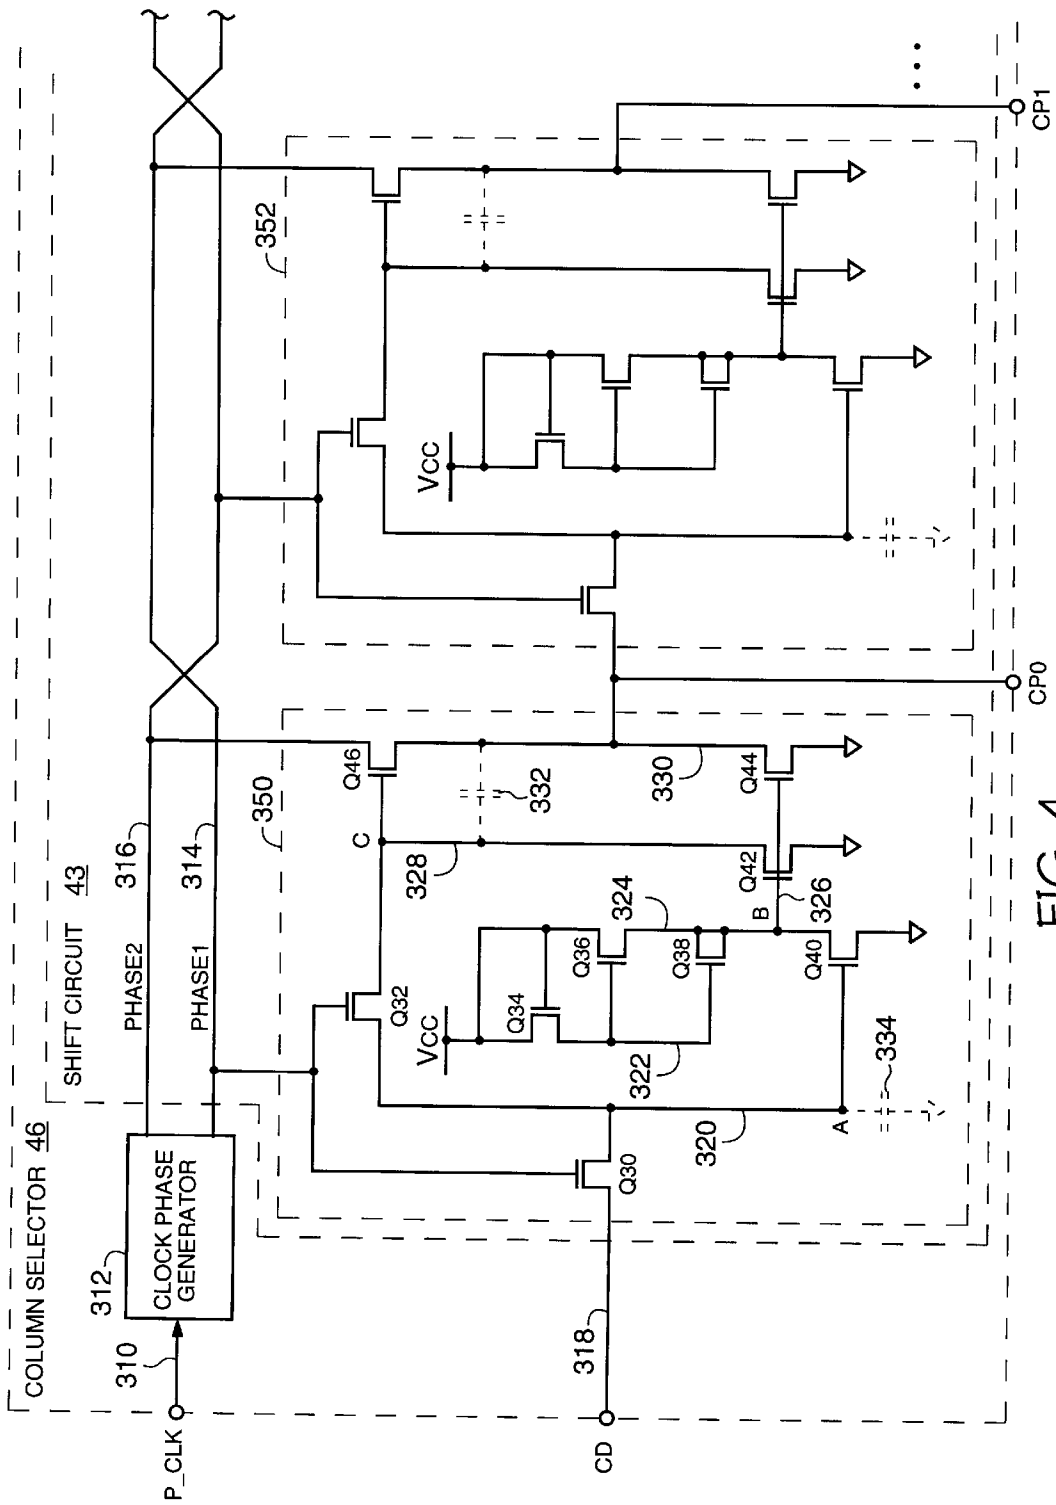 COLUMN SELECTOR 46
SHIFT CIRCUIT 43
P_CLK
310
312
CLOCK PHASE
GENERATOR
PHASE2
316
PHASE1
314
350
352
Q46
C
Q32
328
332
VCC
Q34
Q36
324
322
Q38
B
326
Q42
Q44
330
Q40
CD
318
Q30
320
A
334
VCC
CP0
CP1
FIG. 4